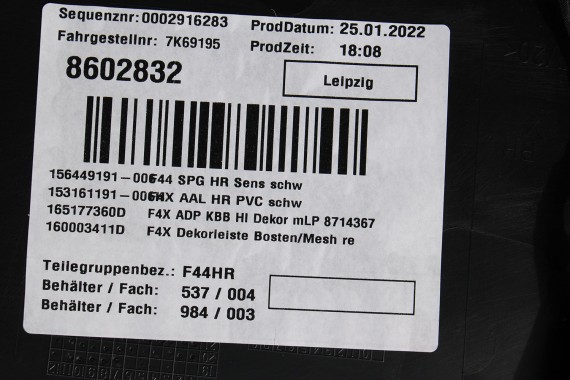 Sequenznr: 0002916283 ProdDatum: 25.01.2022
Fahrgestellnr: 7K69195 ProdZeit: 18:08
8602832 Leipzig
156449191-006 F44 SPG HR Sens schw
153161191-006 F4X AAL HR PVC schw
165177360D F4X ADP KBB HI Dekor mLP 8714367
160003411D F4X Dekorleiste Bosten/Mesh re
Teilegruppenbez.: F44HR
Behälter / Fach: 537 / 004
Behälter / Fach: 984 / 003